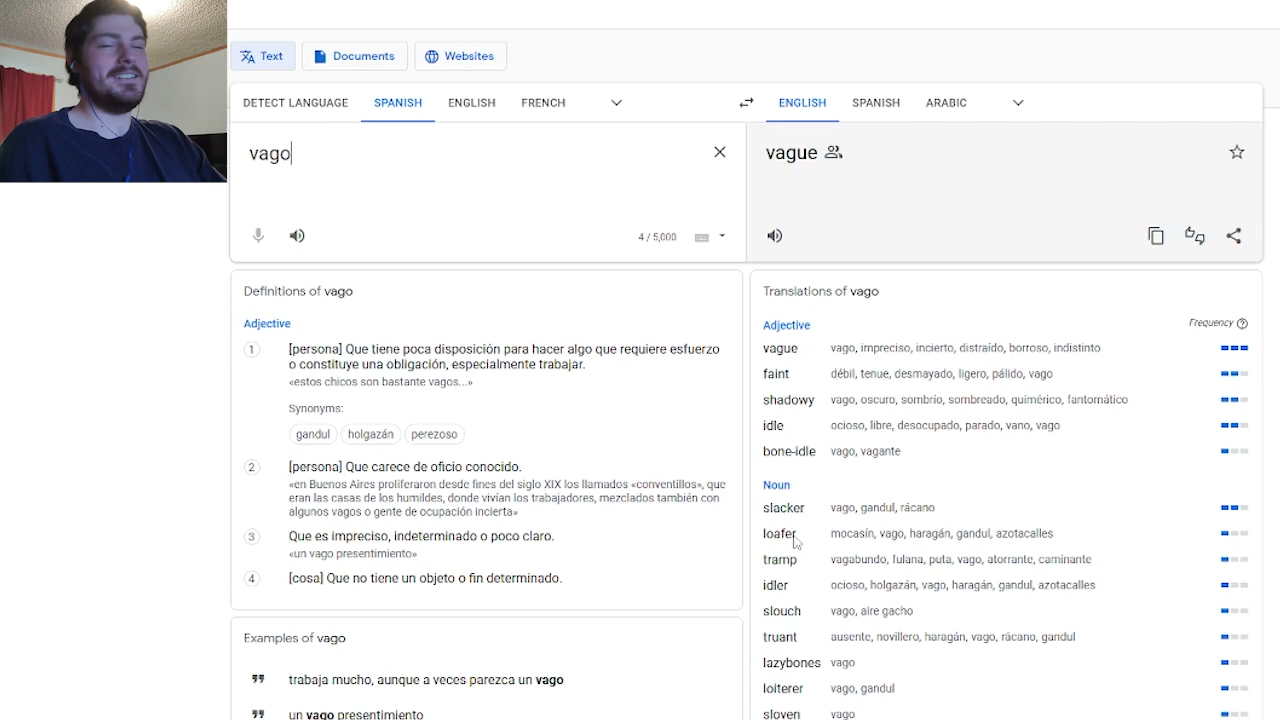 Text
Documents
Websites
DETECT LANGUAGE
SPANISH
ENGLISH
FRENCH
ENGLISH
SPANISH
ARABIC
vago
vague
4 / 5,000
Definitions of vago
Adjective
1 [persona] Que tiene poca disposición para hacer algo que requiere esfuerzo
o constituye una obligación, especialmente trabajar.
«estos chicos son bastante vagos...»
Synonyms:
gandul
holgazán
perezoso
2 [persona] Que carece de oficio conocido.
«en Buenos Aires proliferaron desde fines del siglo XIX los llamados «conventillos», que
eran las casas de los humildes, donde vivían los trabajadores, mezclados también con
algunos vagos o gente de ocupación incierta»
3 Que es impreciso, indeterminado o poco claro.
«un vago presentimiento»
4 [cosa] Que no tiene un objeto o fin determinado.
Examples of vago
trabaja mucho, aunque a veces parezca un vago
un vago presentimiento
Translations of vago
Adjective
Frequency
vague vago, impreciso, incierto, distraído, borroso, indistinto
faint débil, tenue, desmayado, ligero, pálido, vago
shadowy vago, oscuro, sombrío, sombreado, quimérico, fantomático
idle ocioso, libre, desocupado, parado, vano, vago
bone-idle vago, vagante
Noun
slacker vago, gandul, rácano
loafer mocasín, vago, haragán, gandul, azotacalles
tramp vagabundo, fulana, puta, vago, atorrante, caminante
idler ocioso, holgazán, vago, haragán, gandul, azotacalles
slouch vago, aire gacho
truant ausente, novillero, haragán, vago, rácano, gandul
lazybones vago
loiterer vago, gandul
sloven vago